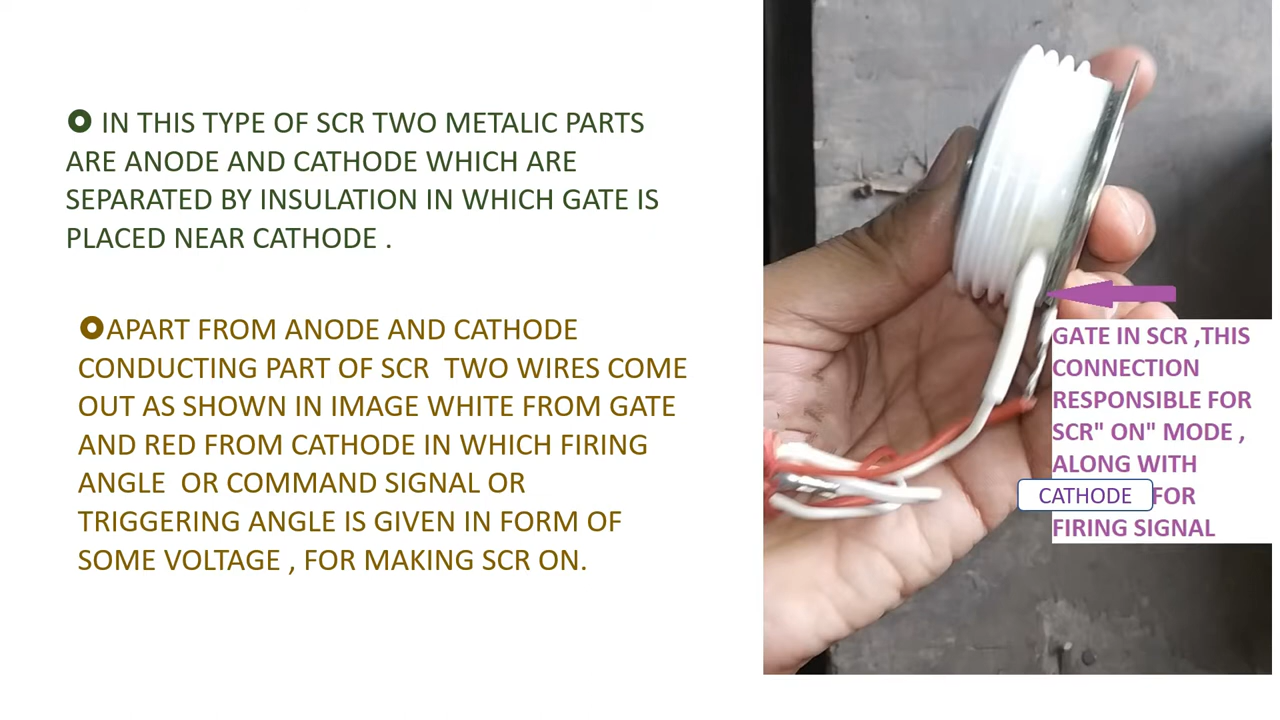 IN THIS TYPE OF SCR TWO METALIC PARTS
ARE ANODE AND CATHODE WHICH ARE
SEPARATED BY INSULATION IN WHICH GATE IS
PLACED NEAR CATHODE .
APART FROM ANODE AND CATHODE
CONDUCTING PART OF SCR  TWO WIRES COME
OUT AS SHOWN IN IMAGE WHITE FROM GATE
AND RED FROM CATHODE IN WHICH FIRING
ANGLE  OR COMMAND SIGNAL OR
TRIGGERING ANGLE IS GIVEN IN FORM OF
SOME VOLTAGE , FOR MAKING SCR ON.
GATE IN SCR ,THIS
CONNECTION
RESPONSIBLE FOR
SCR" ON" MODE ,
ALONG WITH
CATHODE FOR
FIRING SIGNAL